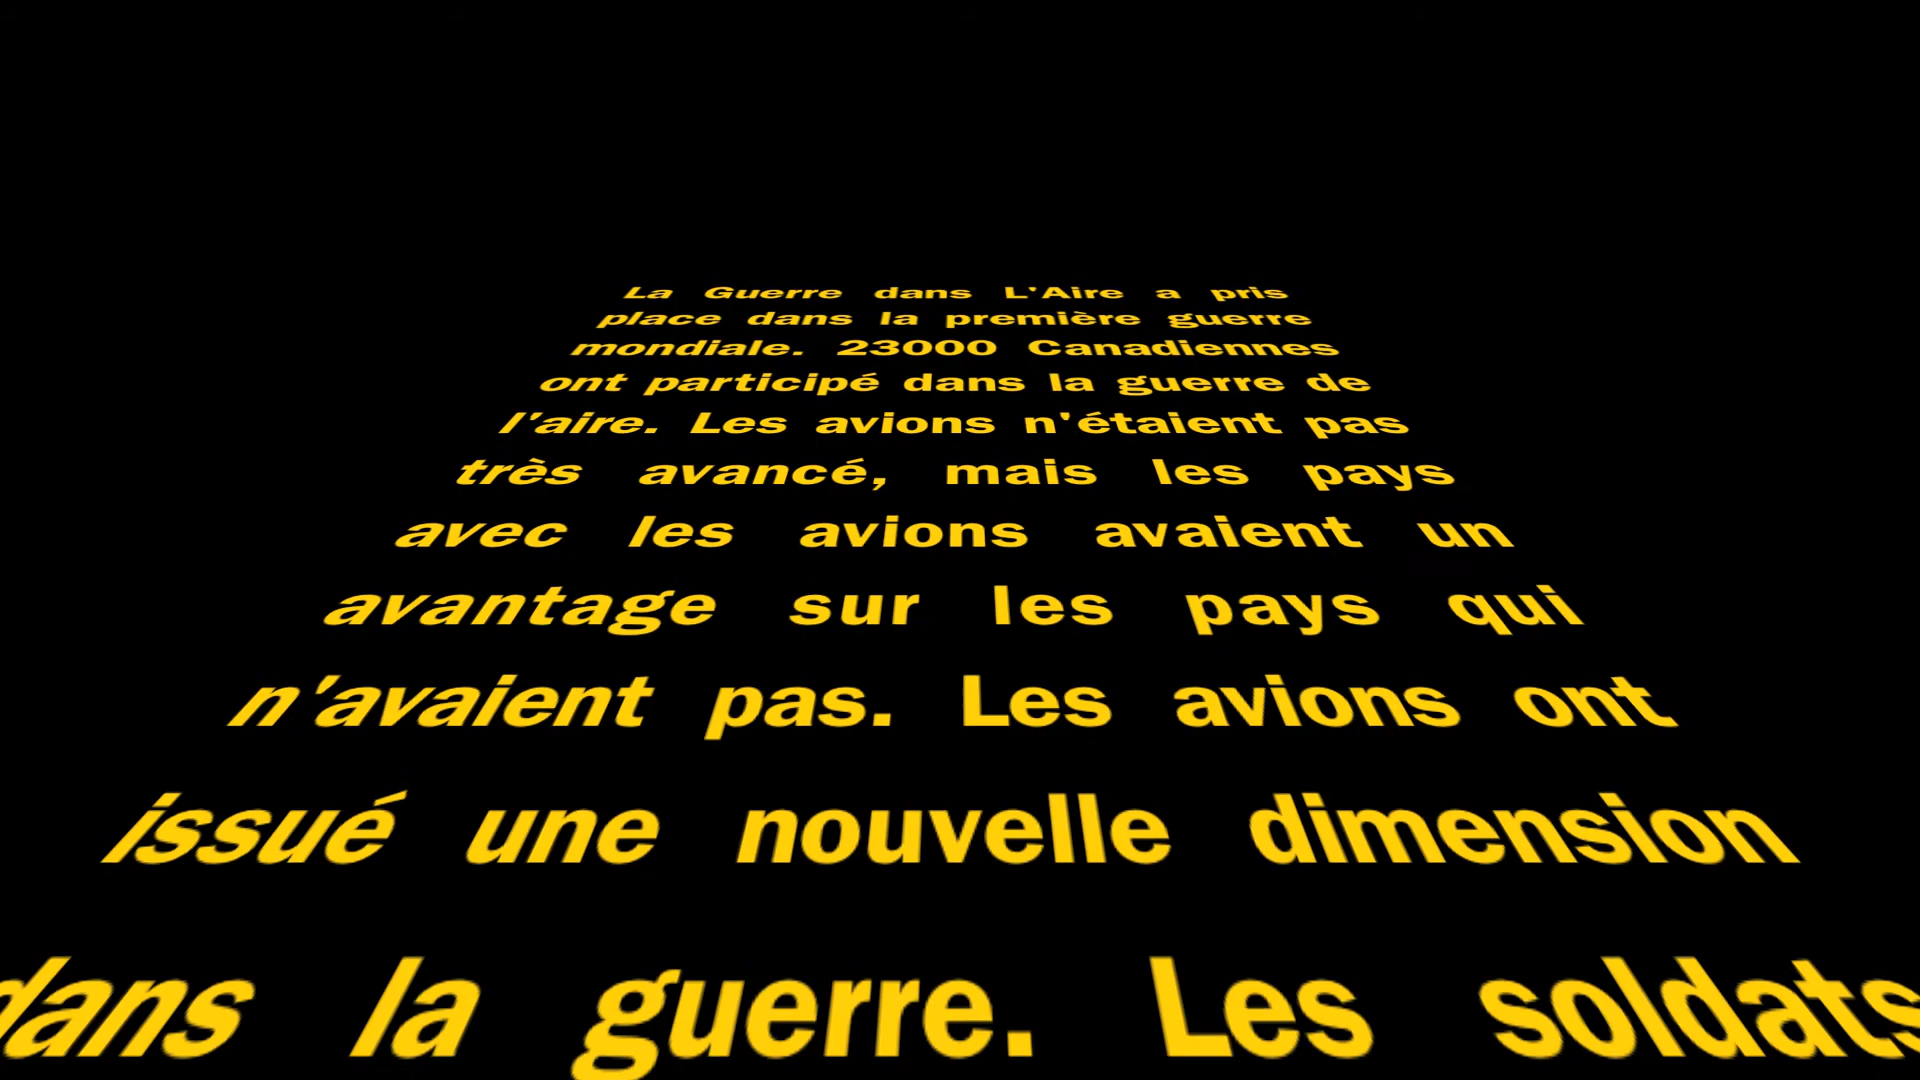 La Guerre dans L'Aire a pris
place dans la première guerre
mondiale. 23000 Canadiennes
ont participé dans la guerre de
l'aire. Les avions n'étaient pas
très avancé, mais les pays
avec les avions avaient un
avantage sur les pays qui
n'avaient pas. Les avions ont
issué une nouvelle dimension
dans la guerre. Les soldats